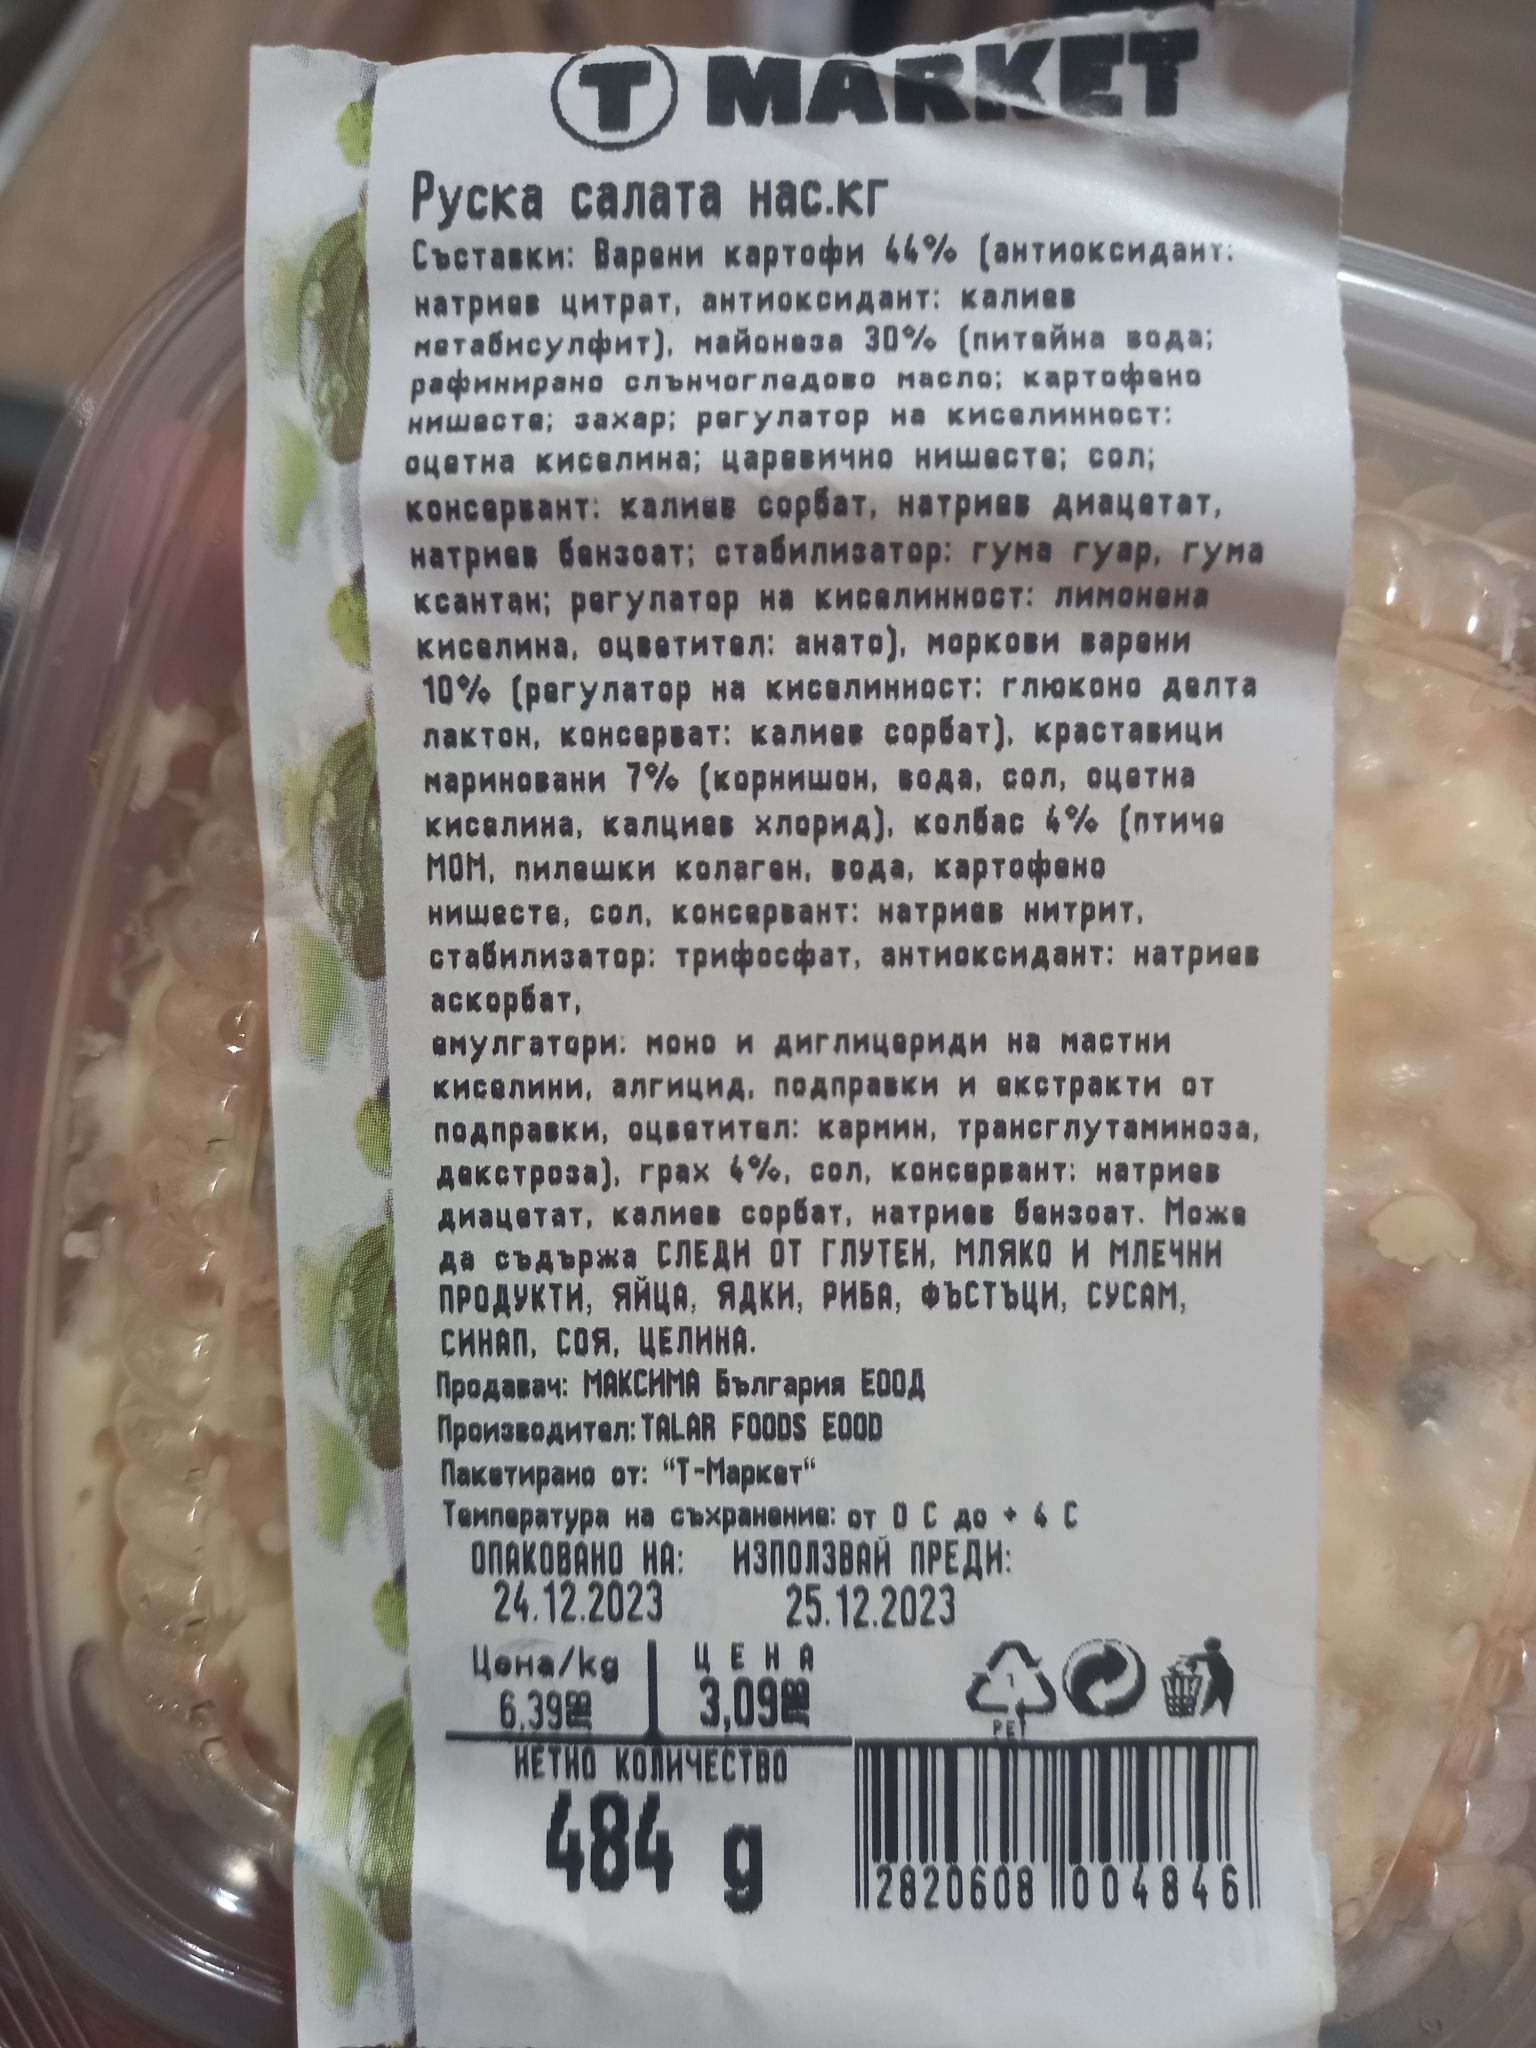 T MARKET
Руска салата нас.кг
Съставки: Варени картофи 44% (антиоксидант:
натриев цитрат, антиоксидант: калиев
метабисулфит), майонеза 30% (питейна вода;
рафинирано слънчогледово масло; картофено
нишесте; захар; регулатор на киселинност:
оцетна киселина; царевично нишесте; сол;
консервант: калиев сорбат, натриев диацетат,
натриев бензоат; стабилизатор: гума гуар, гума
ксантан; регулатор на киселинност: лимонена
киселина, оцветител: анато), моркови варени
10% (регулатор на киселинност: глюконо делта
лактон, консерват: калиев сорбат), краставици
мариновани 7% (корнишон, вода, сол, оцетна
киселина, калциев хлорид), колбас 4% (птиче
МОМ, пилешки колаген, вода, картофено
нишесте, сол, консервант: натриев нитрит,
стабилизатор: трифосфат, антиоксидант: натриев
аскорбат,
емулгатори: моно и диглицериди на мастни
киселини, алгицид, подправки и екстракти от
подправки, оцветител: кармин, трансглутаминоза,
декстроза), грах 4%, сол, консервант: натриев
диацетат, калиев сорбат, натриев бензоат. Може
да съдържа СЛЕДИ ОТ ГЛУТЕН, МЛЯКО И МЛЕЧНИ
ПРОДУКТИ, ЯЙЦА, ЯДКИ, РИБА, ФЪСТЪЦИ, СУСАМ,
СИНАП, СОЯ, ЦЕЛИНА.
Продавач: МАКСИМА България ЕООД
Производител: TALAR FOODS EOOD
Пакетирано от: “Т-Маркет“
Температура на съхранение: от 0 С до + 4 С
ОПАКОВАНО НА: ИЗПОЛЗВАЙ ПРЕДИ:
24.12.2023 25.12.2023
Цена/kg ЦЕНА
6,39лв 3,09лв
1
PET
НЕТНО КОЛИЧЕСТВО
484 g
2820608 004846